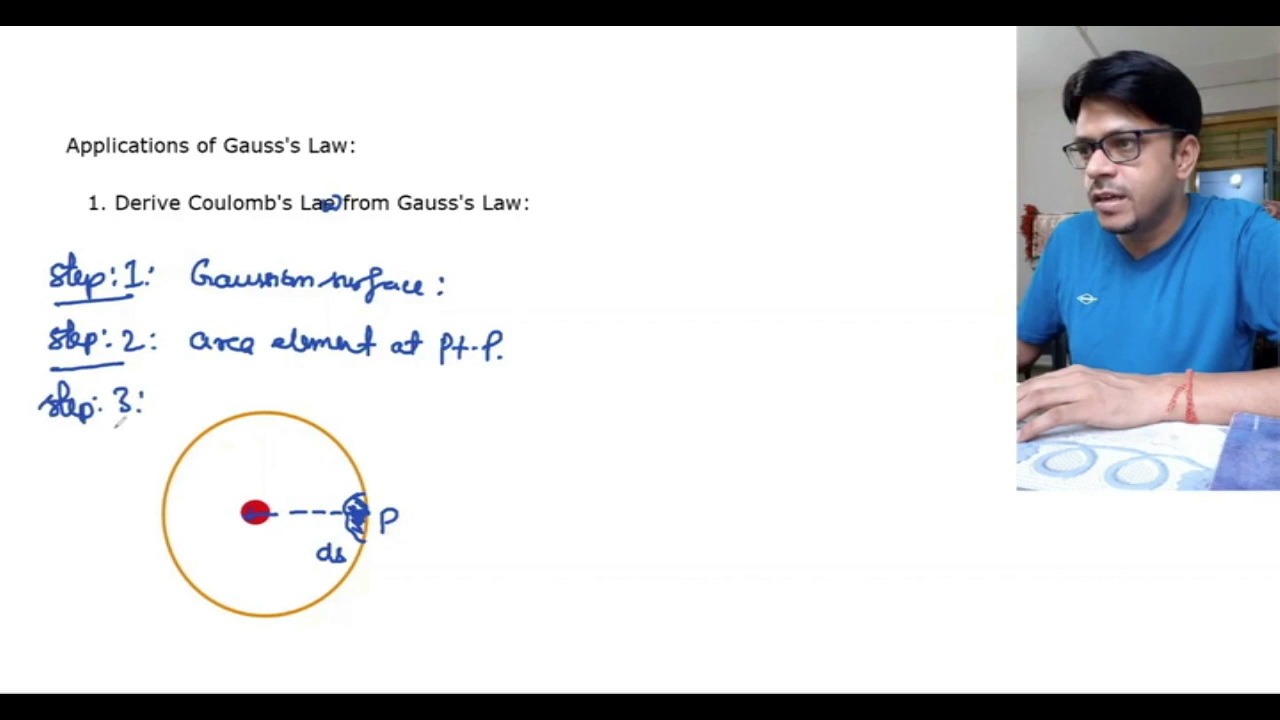 Applications of Gauss's Law:
1. Derive Coulomb's Law from Gauss's Law:
Step: 1: Gaussian surface:
Step: 2: area element at pt. P.
Step: 3:
P
ds